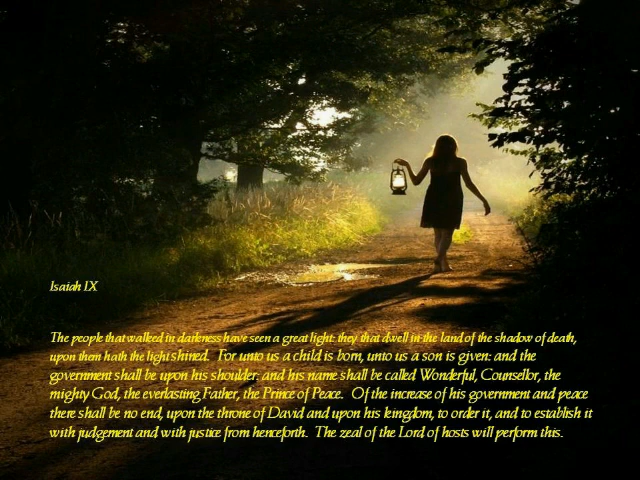 Isaiah IX
The people that walked in darkness have seen a great light: they that dwell in the land of the shadow of death,
upon them hath the light shined. For unto us a child is born, unto us a son is given: and the
government shall be upon his shoulder: and his name shall be called Wonderful, Counsellor, the
mighty God, the everlasting Father, the Prince of Peace. Of the increase of his government and peace
there shall be no end, upon the throne of David and upon his kingdom, to order it, and to establish it
with judgement and with justice from henceforth. The zeal of the Lord of hosts will perform this.